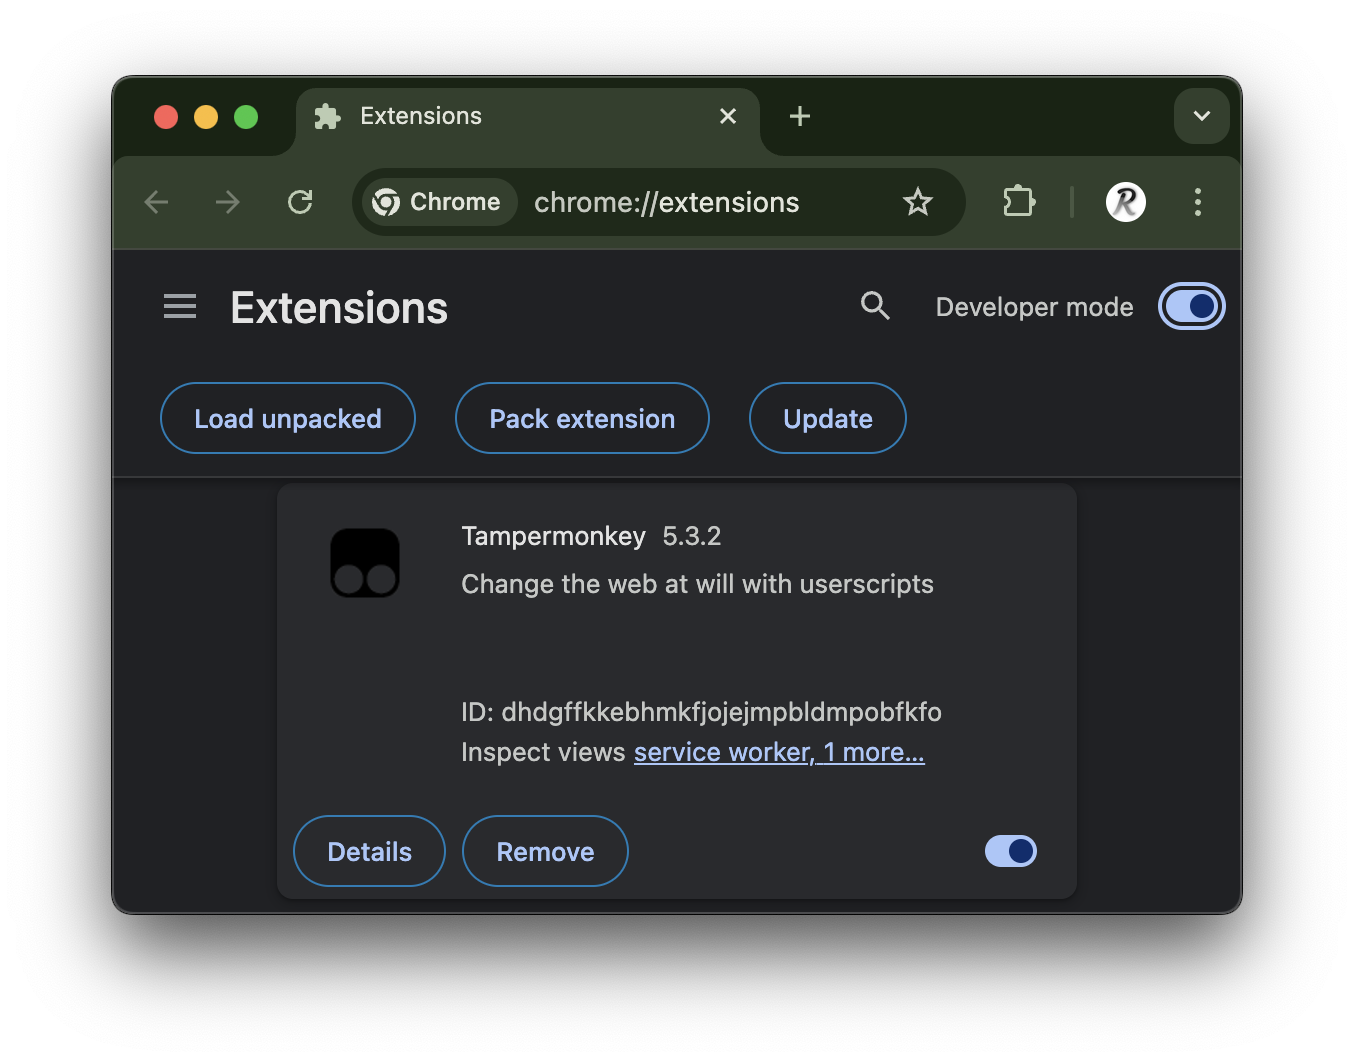 Extensions
Chrome chrome://extensions
Extensions
Developer mode
Load unpacked
Pack extension
Update
Tampermonkey 5.3.2
Change the web at will with userscripts
ID: dhdgffkkebhmkfjojejmpbldmpobfkfo
Inspect views service worker, 1 more...
Details
Remove